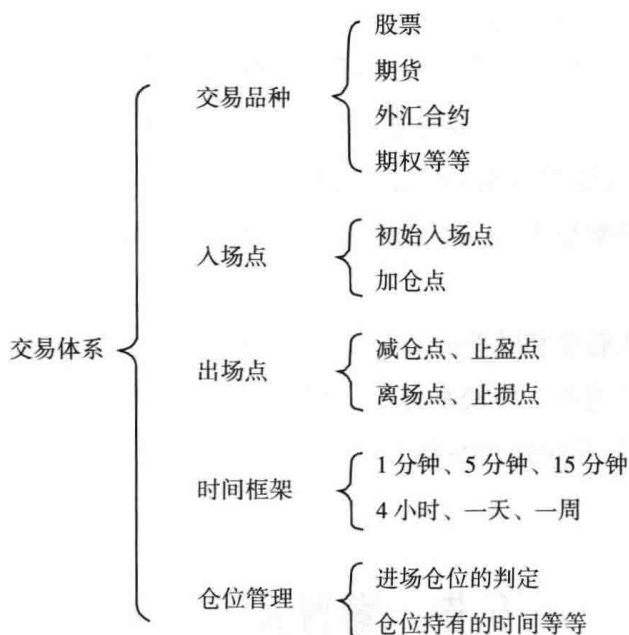 交易体系
交易品种
股票
期货
外汇合约
期权等等
入场点
初始入场点
加仓点
出场点
减仓点、止盈点
离场点、止损点
时间框架
1 分钟、5 分钟、15 分钟
4 小时、一天、一周
仓位管理
进场仓位的判定
仓位持有的时间等等